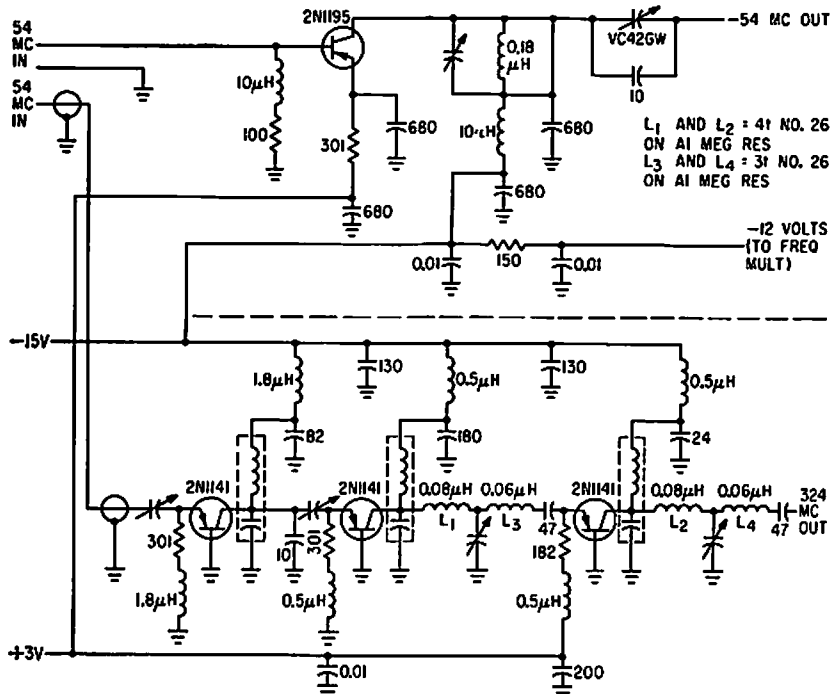 2N1195
54
MC
IN
54
MC
IN
10μH
100
301
680
680
0.18
μH
10μH
680
680
VC42GW
10
-54 MC OUT
L1 AND L2 = 4t NO. 26
ON A1 MEG RES
L3 AND L4 = 3t NO. 26
ON A1 MEG RES
0.01
150
0.01
-12 VOLTS
(TO FREQ
MULT)
-15V
1.8μH
130
0.5μH
130
0.5μH
82
180
24
2N1141
2N1141
2N1141
0.08μH
0.06μH
0.08μH
0.06μH
L1
L3
47
L2
L4
47
324
MC
OUT
301
10
301
182
1.8μH
0.5μH
0.5μH
+3V
0.01
200